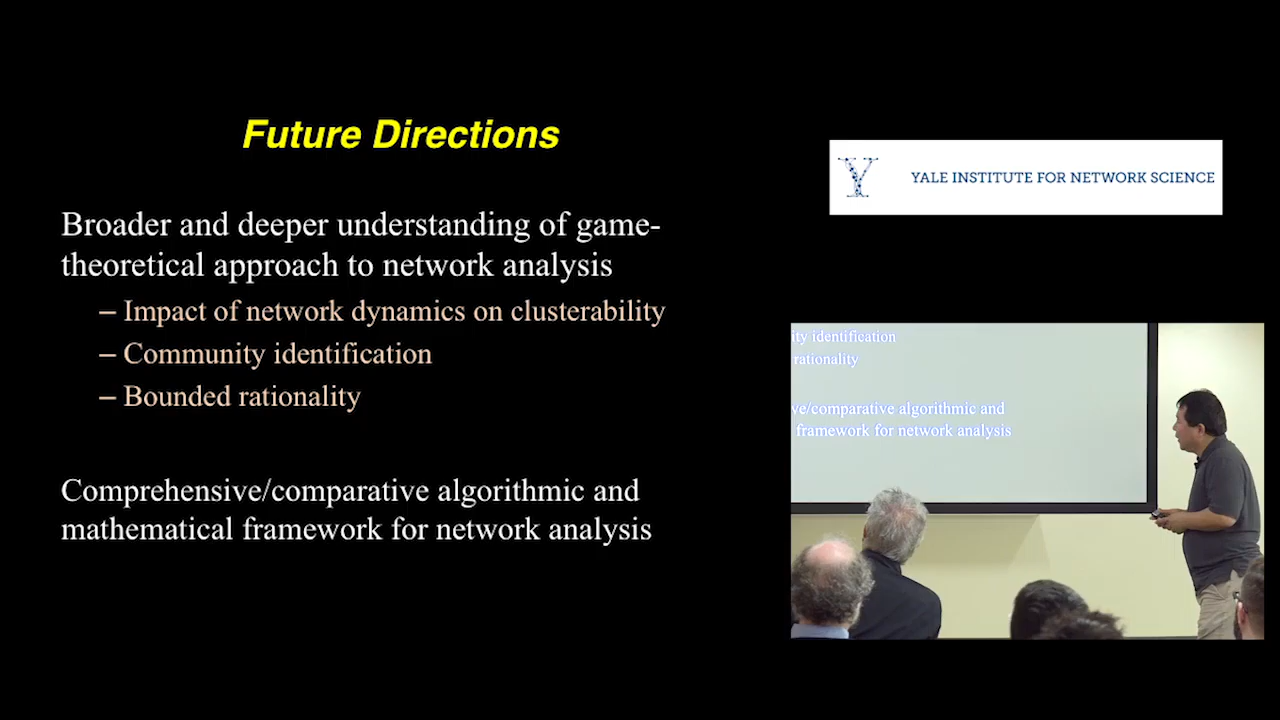 Future Directions
Broader and deeper understanding of game-
theoretical approach to network analysis
– Impact of network dynamics on clusterability
– Community identification
– Bounded rationality
Comprehensive/comparative algorithmic and
mathematical framework for network analysis
YALE INSTITUTE FOR NETWORK SCIENCE
ity identification
rationality
ve/comparative algorithmic and
framework for network analysis